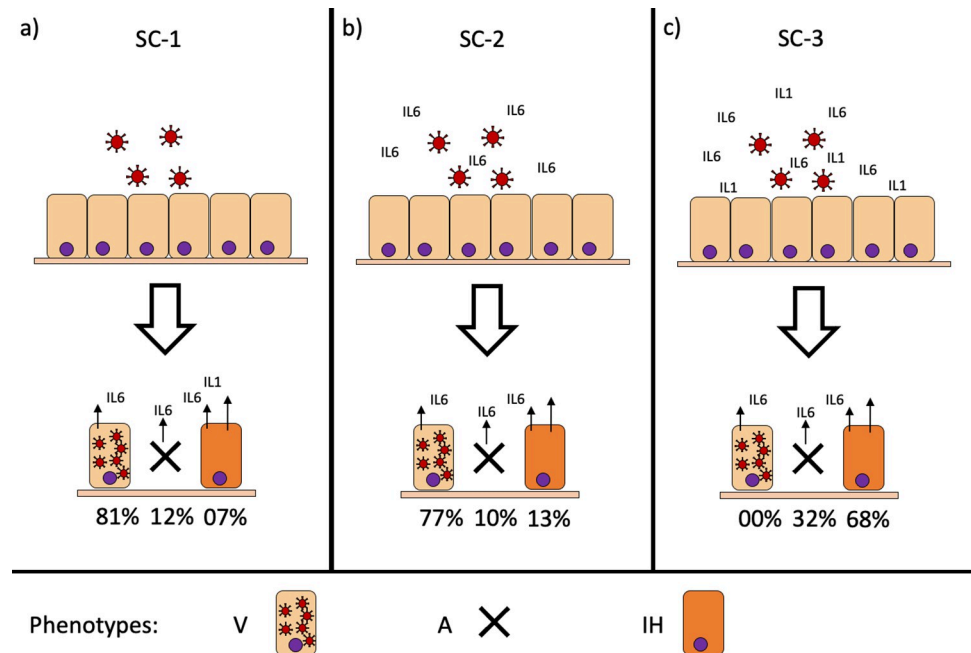 a)
SC-1
IL6
IL6
IL6
IL1
81% 12% 07%
b)
SC-2
IL6
IL6
IL6
IL6
IL6
IL6
IL6
IL6
77% 10% 13%
c)
SC-3
IL1
IL6
IL6
IL6
IL6
IL1
IL6
IL1
IL1
IL6
IL6
IL6
00% 32% 68%
Phenotypes: V A IH